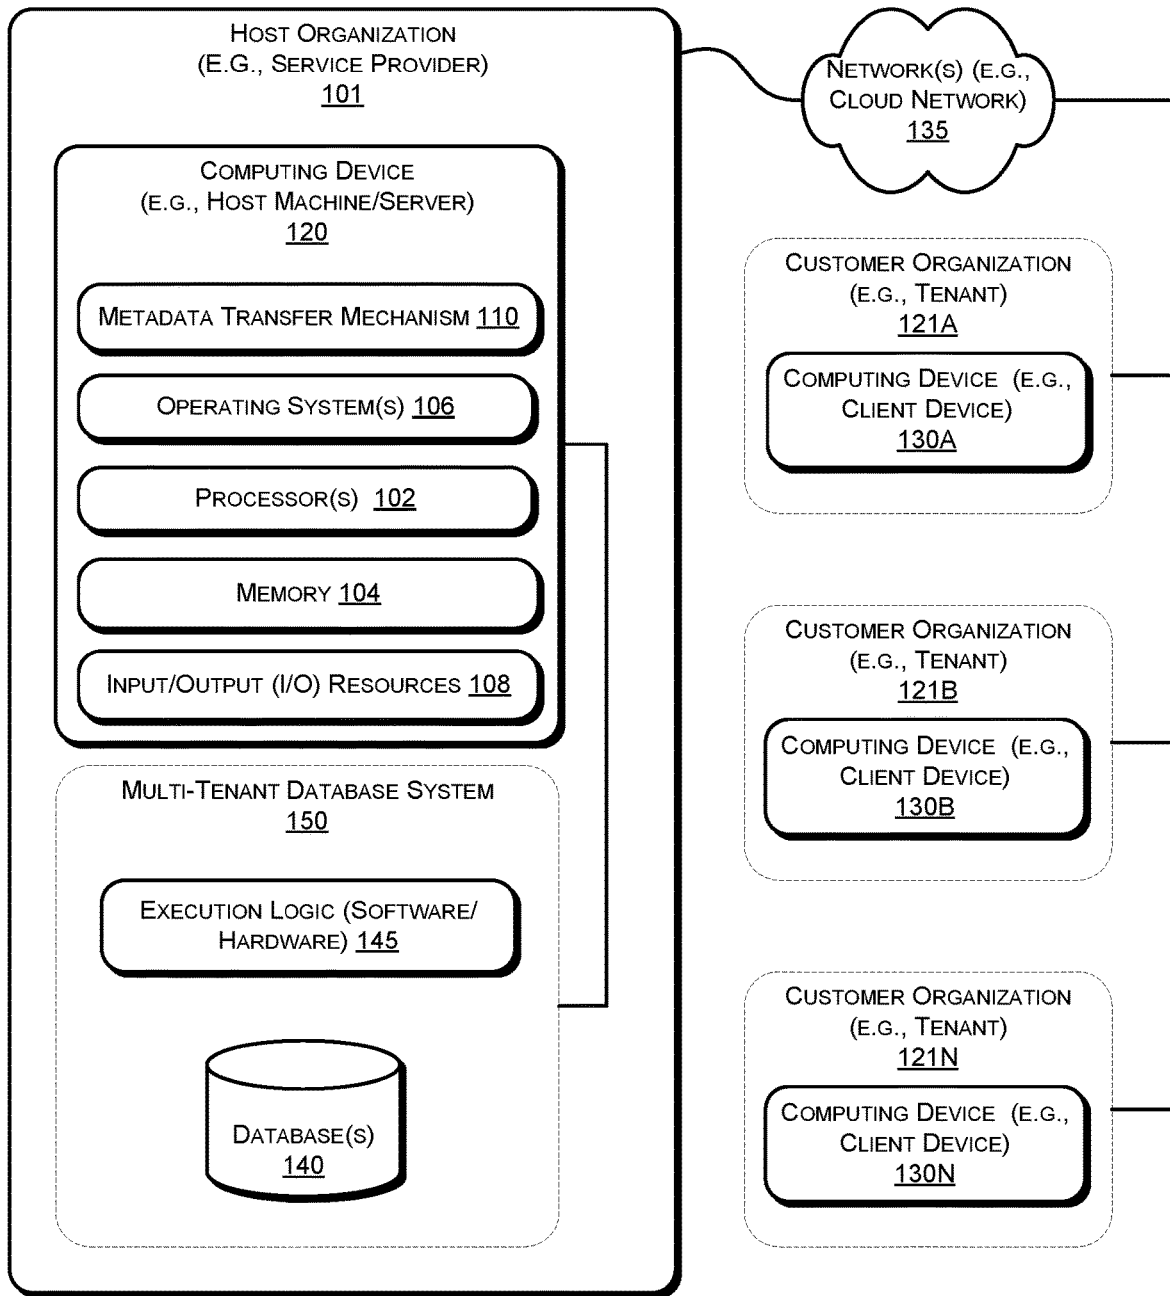 HOST ORGANIZATION
(E.G., SERVICE PROVIDER)
101
COMPUTING DEVICE
(E.G., HOST MACHINE/SERVER)
120
METADATA TRANSFER MECHANISM 110
OPERATING SYSTEM(S) 106
PROCESSOR(S) 102
MEMORY 104
INPUT/OUTPUT (I/O) RESOURCES 108
MULTI-TENANT DATABASE SYSTEM
150
EXECUTION LOGIC (SOFTWARE/
HARDWARE) 145
DATABASE(S)
140
NETWORK(S) (E.G.,
CLOUD NETWORK)
135
CUSTOMER ORGANIZATION
(E.G., TENANT)
121A
COMPUTING DEVICE (E.G.,
CLIENT DEVICE)
130A
CUSTOMER ORGANIZATION
(E.G., TENANT)
121B
COMPUTING DEVICE (E.G.,
CLIENT DEVICE)
130B
CUSTOMER ORGANIZATION
(E.G., TENANT)
121N
COMPUTING DEVICE (E.G.,
CLIENT DEVICE)
130N